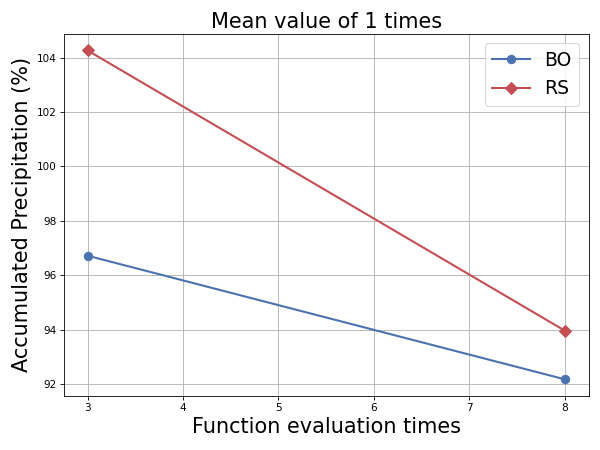 Mean value of 1 times
Accumulated Precipitation (%)
104
102
100
98
96
94
92
BO
RS
3 4 5 6 7 8
Function evaluation times